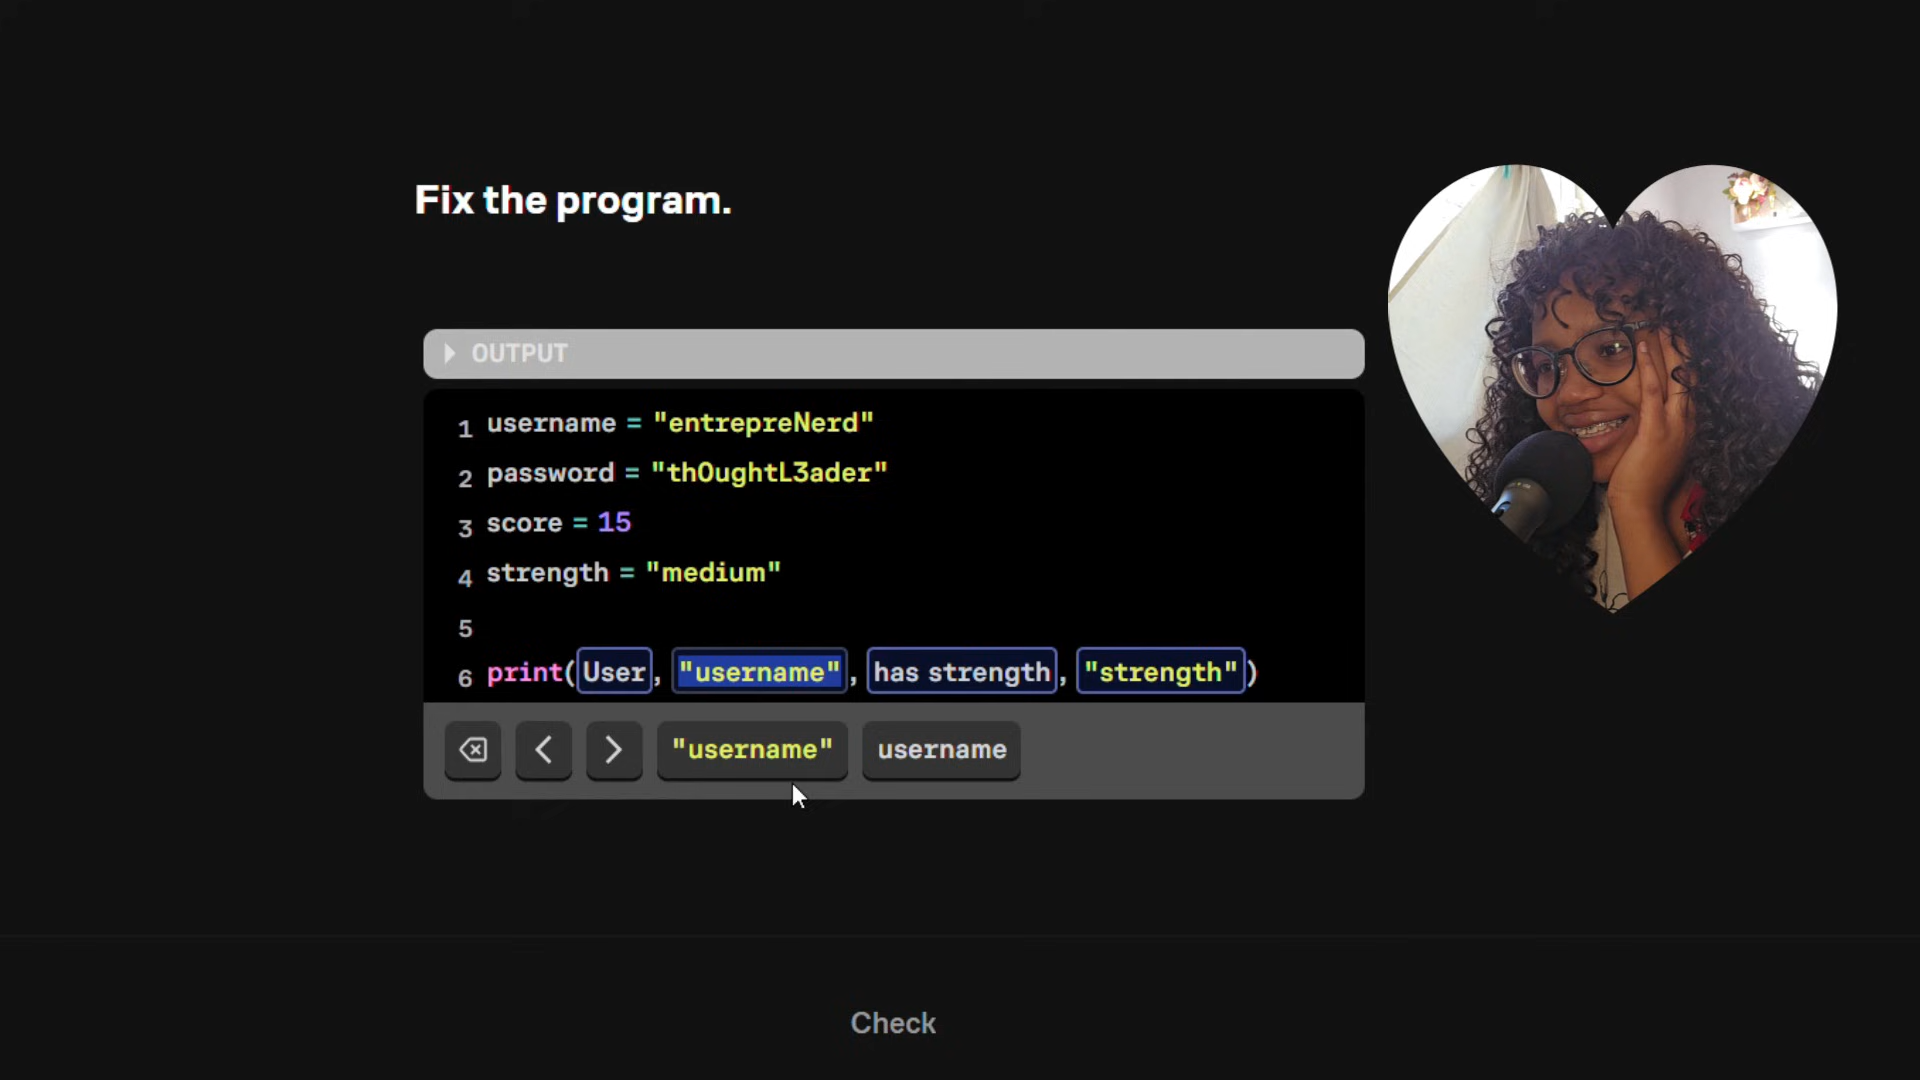 Fix the program.
OUTPUT
1 username = "entrepreNerd"
2 password = "th0ughtL3ader"
3 score = 15
4 strength = "medium"
5
6 print(User, "username", has strength, "strength")
"username" username
Check